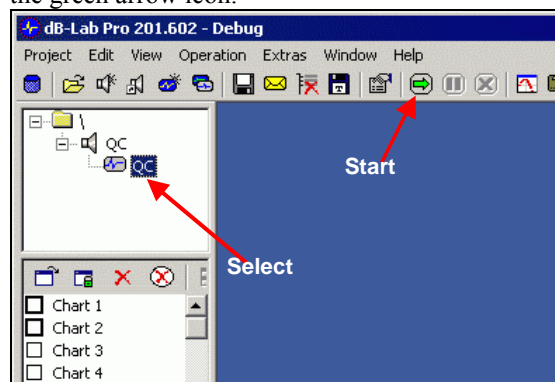 the green arrow icon.
dB-Lab Pro 201.602 - Debug
Project Edit View Operation Extras Window Help
\
QC
QC
Start
Select
Chart 1
Chart 2
Chart 3
Chart 4